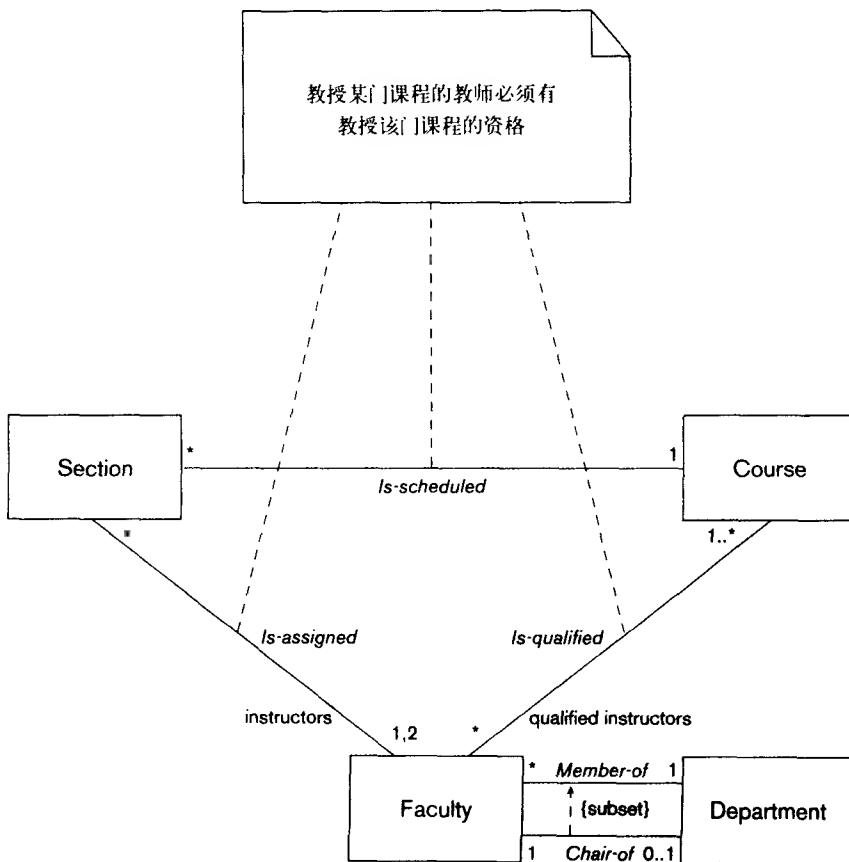 教授某门课程的教师必须有
教授该门课程的资格
Section
*
1
Course
Is-scheduled
*
1..*
Is-assigned
Is-qualified
instructors
qualified instructors
1,2
*
Faculty
* Member-of 1
{subset}
1 Chair-of 0..1
Department